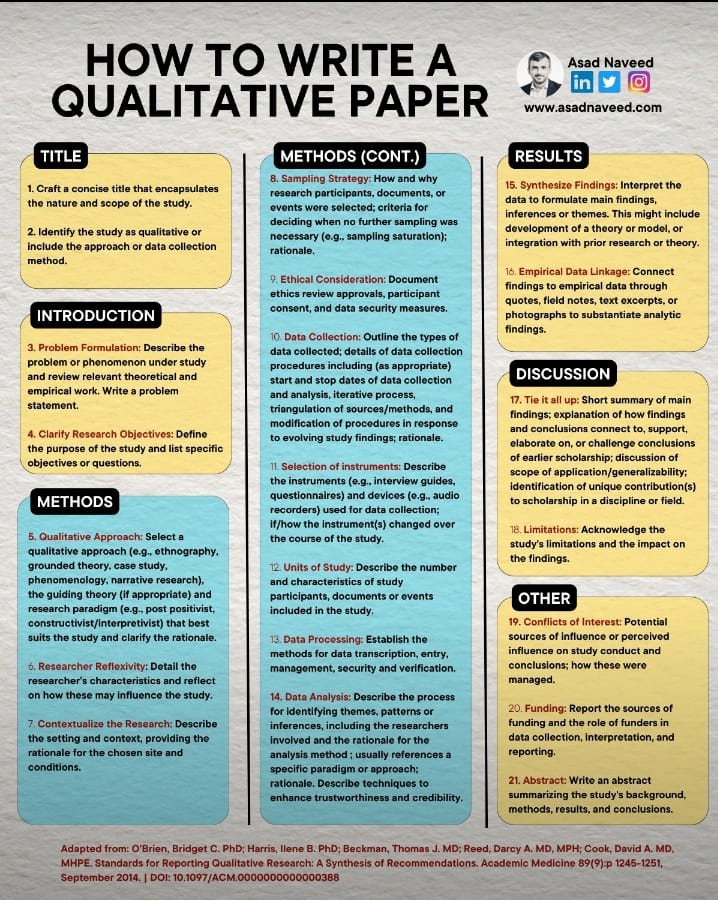 HOW TO WRITE A
QUALITATIVE PAPER
Asad Naveed
in
www.asadnaveed.com
TITLE
1. Craft a concise title that encapsulates
the nature and scope of the study.
2. Identify the study as qualitative or
include the approach or data collection
method.
INTRODUCTION
3. Problem Formulation: Describe the
problem or phenomenon under study
and review relevant theoretical and
empirical work. Write a problem
statement.
4. Clarify Research Objectives: Define
the purpose of the study and list specific
objectives or questions.
METHODS
5. Qualitative Approach: Select a
qualitative approach (e.g., ethnography,
grounded theory, case study,
phenomenology, narrative research),
the guiding theory (if appropriate) and
research paradigm (e.g., post positivist,
constructivist/interpretivist) that best
suits the study and clarify the rationale.
6. Researcher Reflexivity: Detail the
researcher's characteristics and reflect
on how these may influence the study.
7. Contextualize the Research: Describe
the setting and context, providing the
rationale for the chosen site and
conditions.
METHODS (CONT.)
8. Sampling Strategy: How and why
research participants, documents, or
events were selected; criteria for
deciding when no further sampling was
necessary (e.g., sampling saturation);
rationale.
9. Ethical Consideration: Document
ethics review approvals, participant
consent, and data security measures.
10. Data Collection: Outline the types of
data collected; details of data collection
procedures including (as appropriate)
start and stop dates of data collection
and analysis, iterative process,
triangulation of sources/methods, and
modification of procedures in response
to evolving study findings; rationale.
11. Selection of instruments: Describe
the instruments (e.g., interview guides,
questionnaires) and devices (e.g., audio
recorders) used for data collection;
if/how the instrument(s) changed over
the course of the study.
12. Units of Study: Describe the number
and characteristics of study
participants, documents or events
included in the study.
13. Data Processing: Establish the
methods for data transcription, entry,
management, security and verification.
14. Data Analysis: Describe the process
for identifying themes, patterns or
inferences, including the researchers
involved and the rationale for the
analysis method ; usually references a
specific paradigm or approach;
rationale. Describe techniques to
enhance trustworthiness and credibility.
RESULTS
15. Synthesize Findings: Interpret the
data to formulate main findings,
inferences or themes. This might include
development of a theory or model, or
integration with prior research or theory.
16. Empirical Data Linkage: Connect
findings to empirical data through
quotes, field notes, text excerpts, or
photographs to substantiate analytic
findings.
DISCUSSION
17. Tie it all up: Short summary of main
findings; explanation of how findings
and conclusions connect to, support,
elaborate on, or challenge conclusions
of earlier scholarship; discussion of
scope of application/generalizability;
identification of unique contribution(s)
to scholarship in a discipline or field.
18. Limitations: Acknowledge the
study's limitations and the impact on
the findings.
OTHER
19. Conflicts of Interest: Potential
sources of influence or perceived
influence on study conduct and
conclusions; how these were
managed.
20. Funding: Report the sources of
funding and the role of funders in
data collection, interpretation, and
reporting.
21. Abstract: Write an abstract
summarizing the study's background,
methods, results, and conclusions.
Adapted from: O'Brien, Bridget C. PhD; Harris, Ilene B. PhD; Beckman, Thomas J. MD; Reed, Darcy A. MD, MPH; Cook, David A. MD,
MHPE. Standards for Reporting Qualitative Research: A Synthesis of Recommendations. Academic Medicine 89(9):p 1245-1251,
September 2014. | DOI: 10.1097/ACM.0000000000000388